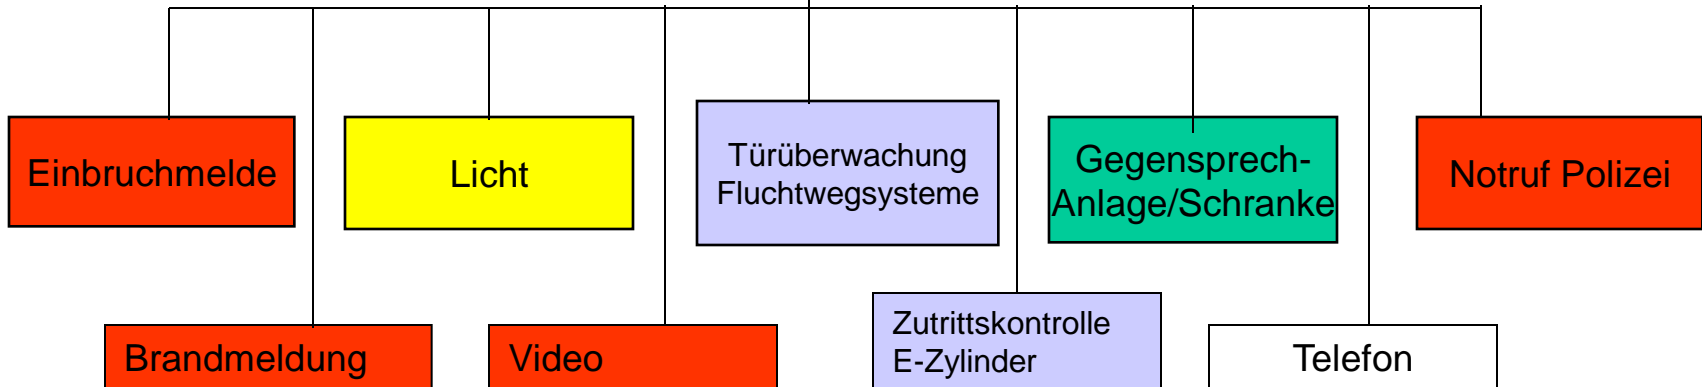 Einbruchmelde
Licht
Türüberwachung
Fluchtwegsysteme
Gegensprech-
Anlage/Schranke
Notruf Polizei
Brandmeldung
Video
Zutrittskontrolle
E-Zylinder
Telefon